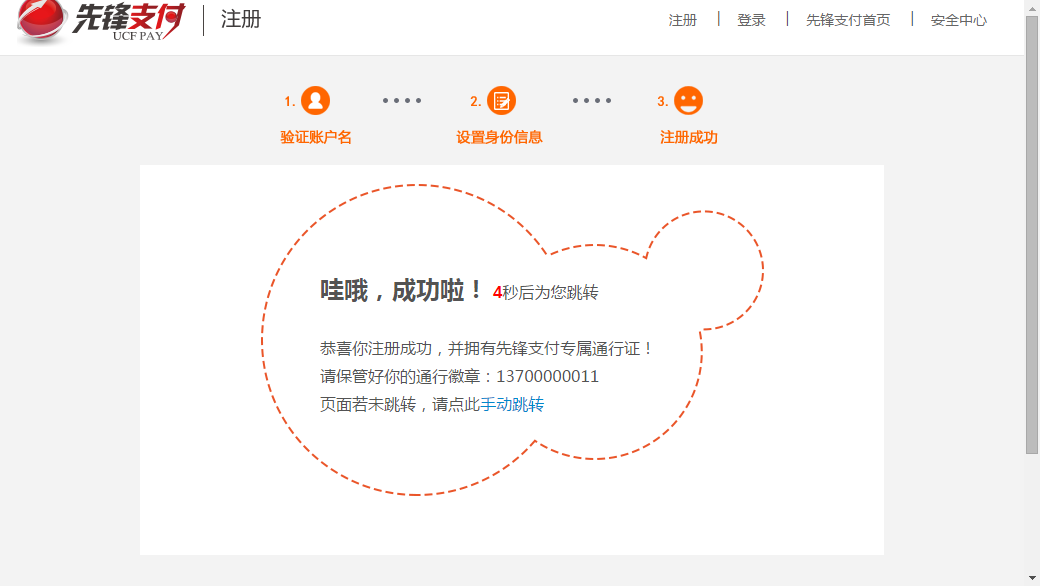 先锋支付 UCF PAY 注册 注册 | 登录 | 先锋支付首页 | 安全中心
1. 2. 3.
验证账户名 设置身份信息 注册成功
哇哦，成功啦！ 4秒后为您跳转
恭喜你注册成功，并拥有先锋支付专属通行证！
请保管好你的通行徽章：13700000011
页面若未跳转，请点此手动跳转